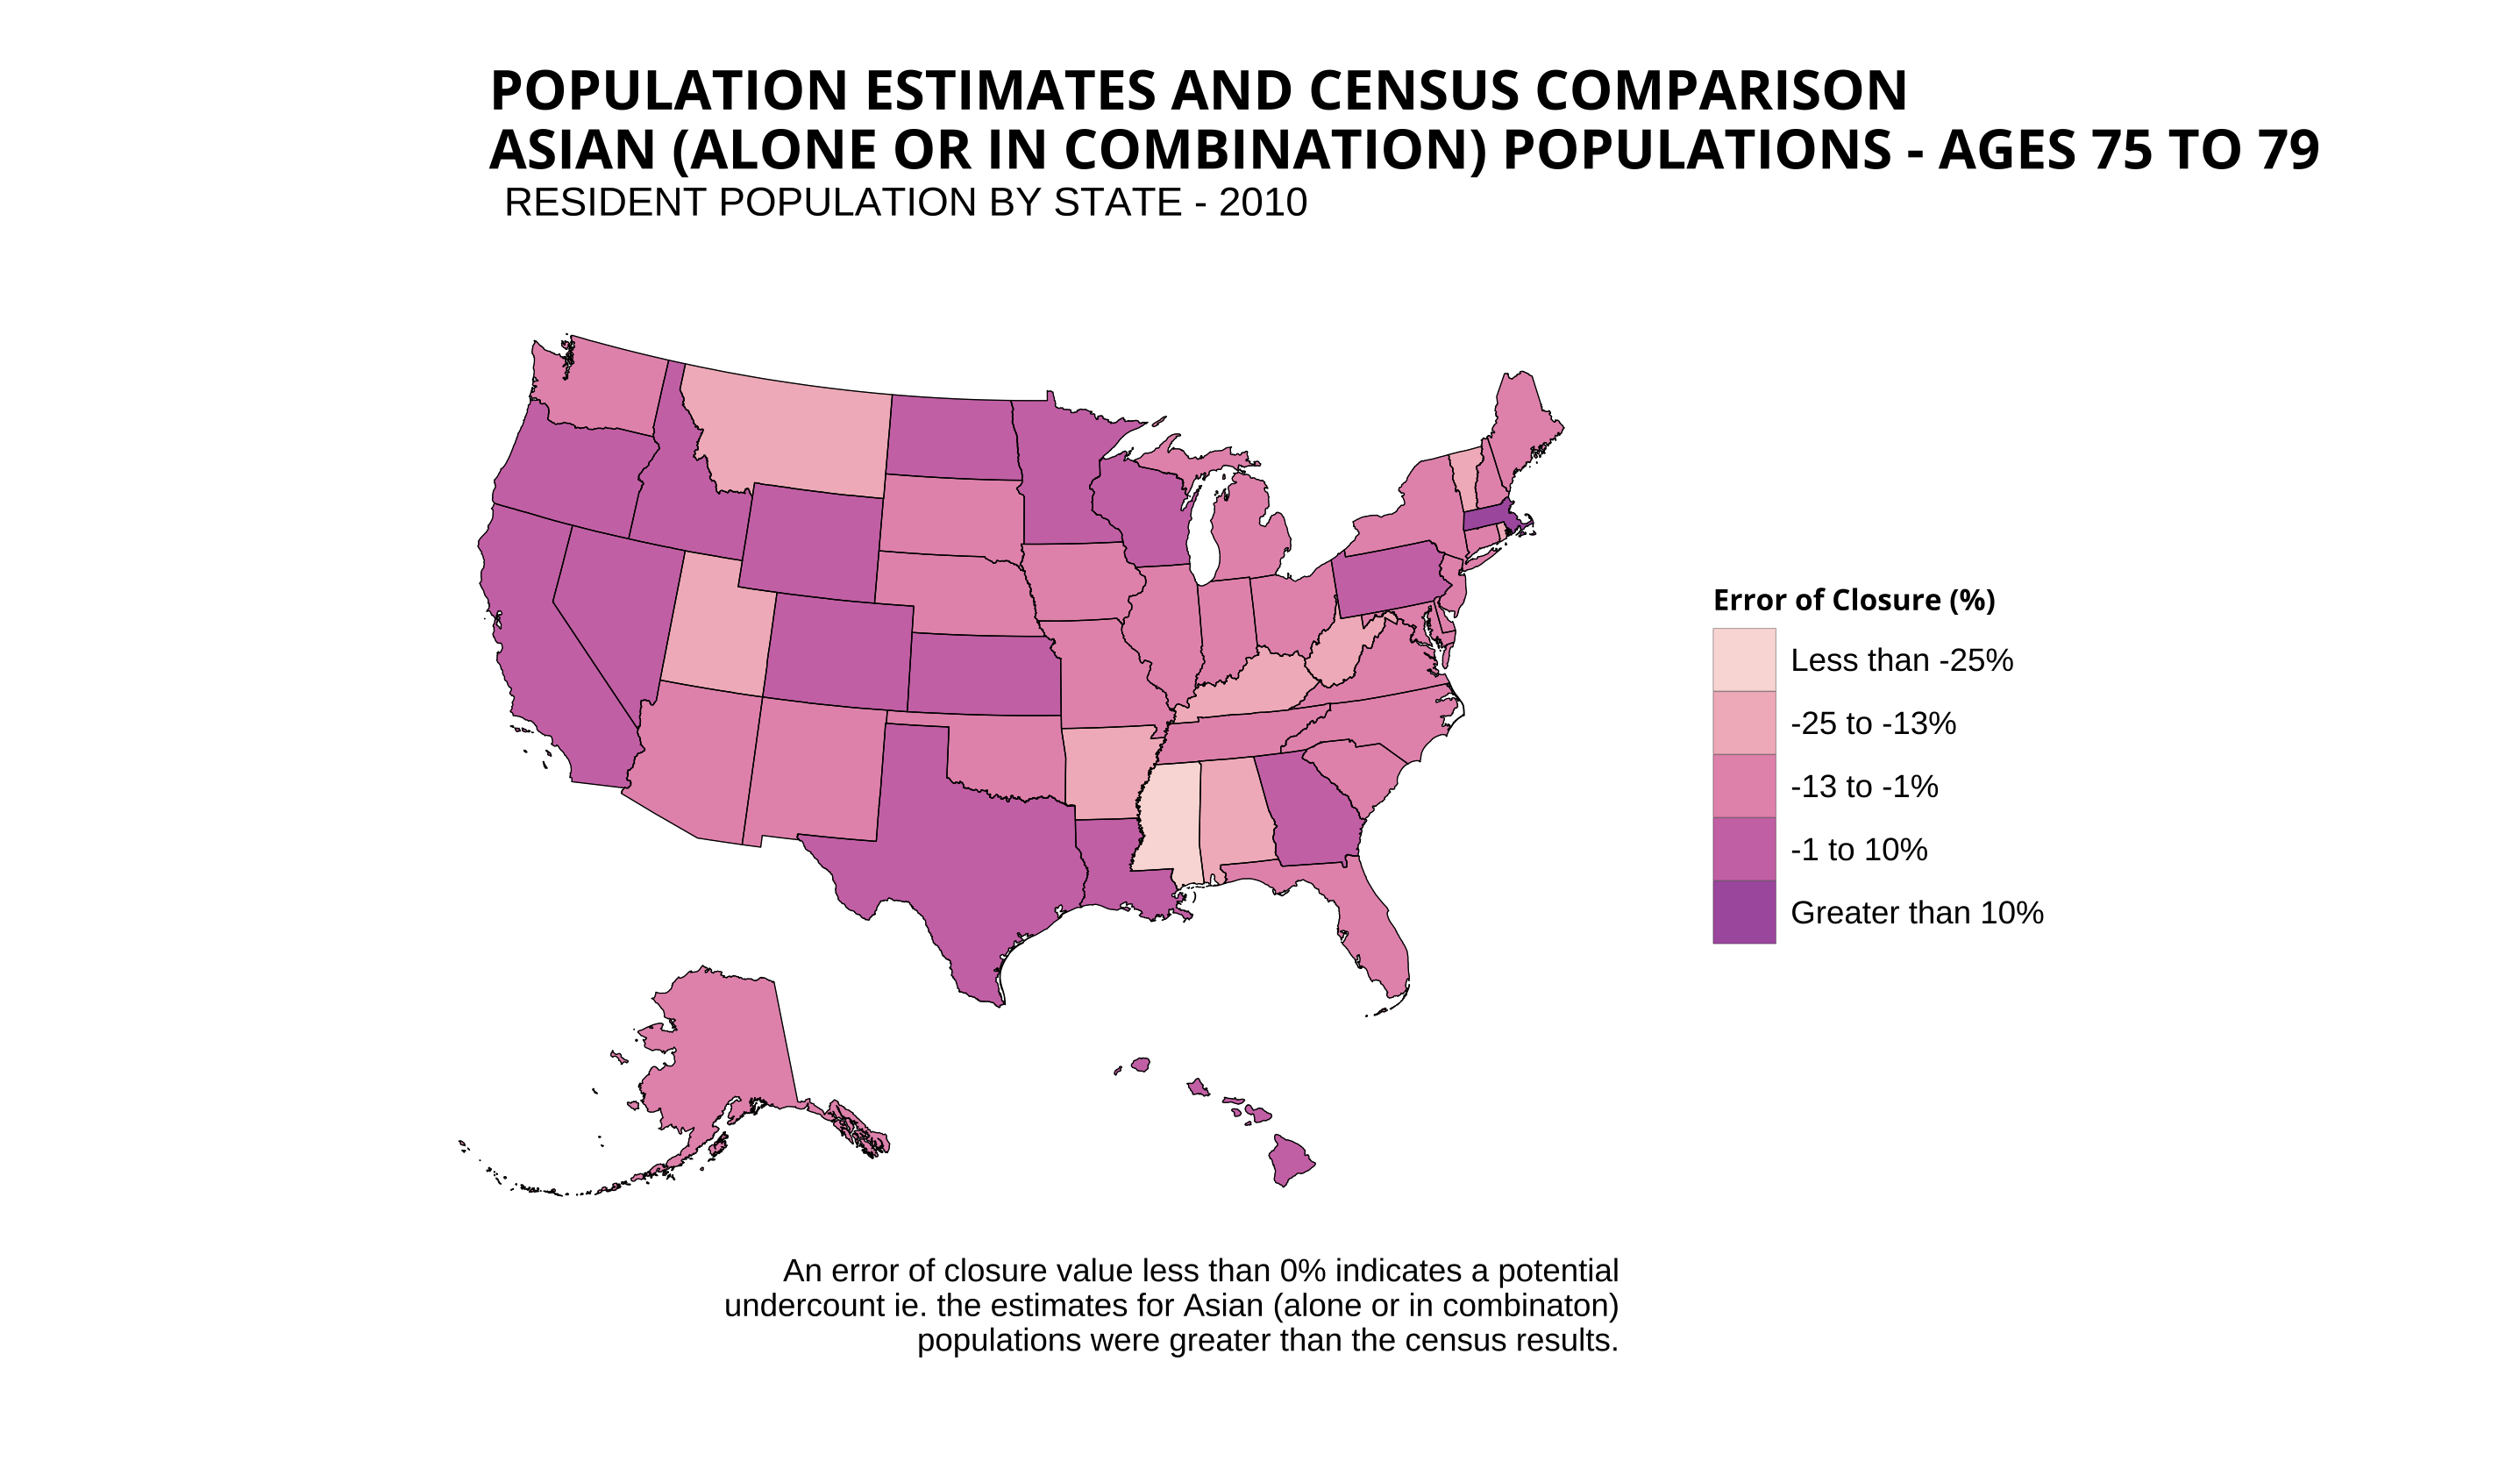 POPULATION ESTIMATES AND CENSUS COMPARISON
ASIAN (ALONE OR IN COMBINATION) POPULATIONS - AGES 75 TO 79
RESIDENT POPULATION BY STATE - 2010
Error of Closure (%)
Less than -25%
-25 to -13%
-13 to -1%
-1 to 10%
Greater than 10%
An error of closure value less than 0% indicates a potential
undercount ie. the estimates for Asian (alone or in combinaton)
populations were greater than the census results.